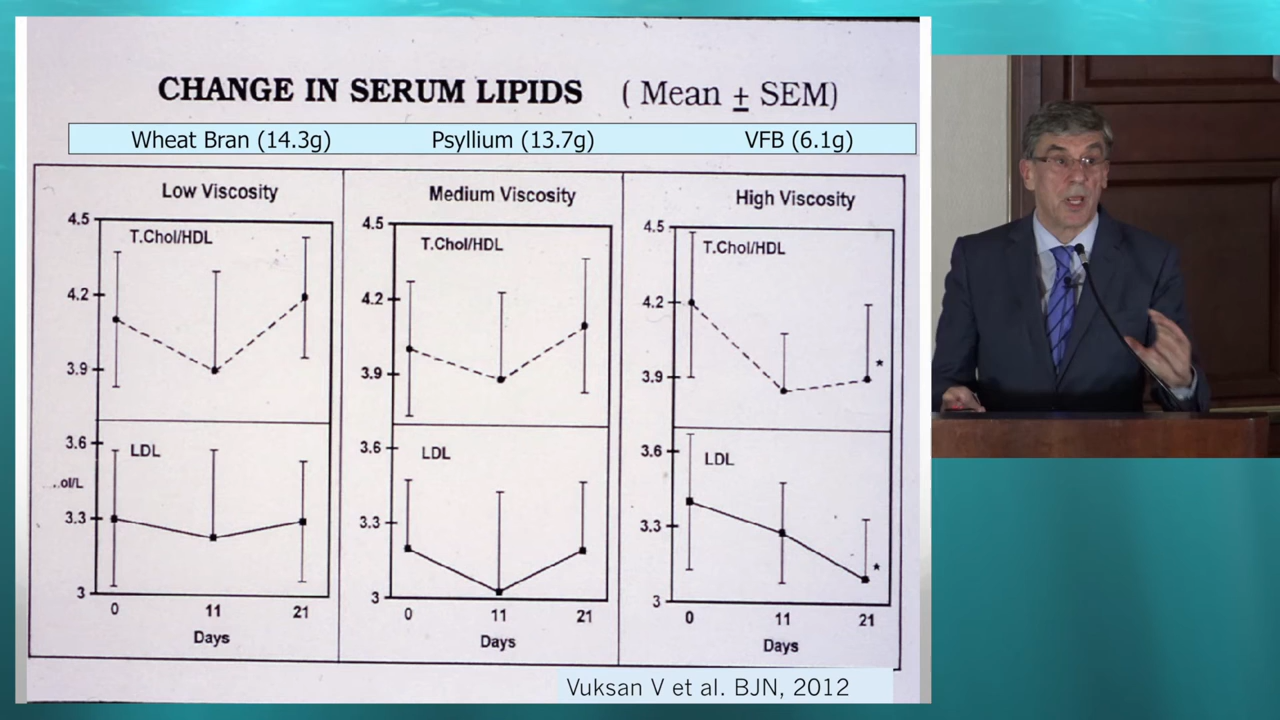 CHANGE IN SERUM LIPIDS ( Mean ± SEM)
Wheat Bran (14.3g) Psyllium (13.7g) VFB (6.1g)
Low Viscosity
4.5
T.Chol/HDL
4.2
3.9
3.6
LDL
..ol/L
3.3
3
0 11 21
Days
Medium Viscosity
4.5
T.Chol/HDL
4.2
3.9
3.6
LDL
3.3
3
0 11 21
Days
High Viscosity
4.5
T.Chol/HDL
4.2
3.9
*
3.6
LDL
3.3
*
3
0 11 21
Days
Vuksan V et al. BJN, 2012